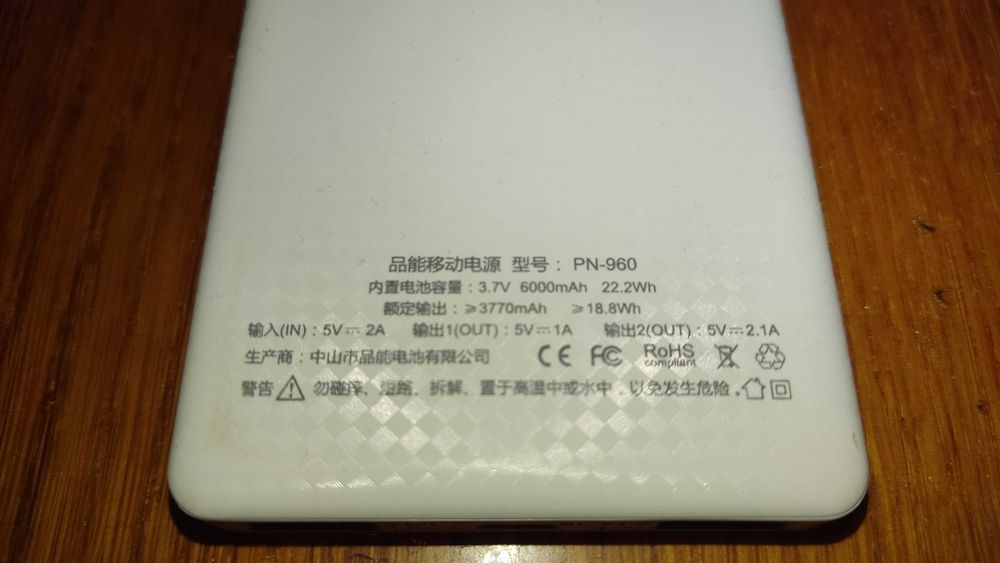 品能移动电源 型号：PN-960
内置电池容量：3.7V 6000mAh 22.2Wh
额定输出：≥3770mAh ≥18.8Wh
输入(IN)：5V⎓2A 输出1(OUT)：5V⎓1A 输出2(OUT)：5V⎓2.1A
生产商：中山市品能电池有限公司 CE FC RoHS compliant
警告 勿碰撞、短路、拆解、置于高温中或水中，以免发生危险。